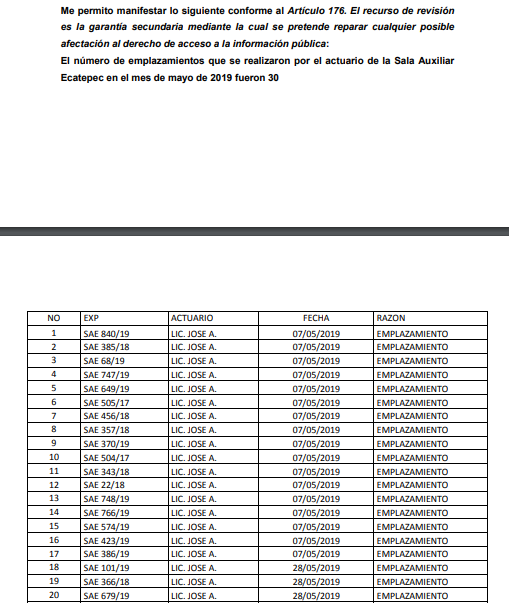 Me permito manifestar lo siguiente conforme al Artículo 176. El recurso de revisión
es la garantía secundaria mediante la cual se pretende reparar cualquier posible
afectación al derecho de acceso a la información pública:
El número de emplazamientos que se realizaron por el actuario de la Sala Auxiliar
Ecatepec en el mes de mayo de 2019 fueron 30
NO EXP ACTUARIO FECHA RAZON
1 SAE 840/19 LIC. JOSE A. 07/05/2019 EMPLAZAMIENTO
2 SAE 385/18 LIC. JOSE A. 07/05/2019 EMPLAZAMIENTO
3 SAE 68/19 LIC. JOSE A. 07/05/2019 EMPLAZAMIENTO
4 SAE 747/19 LIC. JOSE A. 07/05/2019 EMPLAZAMIENTO
5 SAE 649/19 LIC. JOSE A. 07/05/2019 EMPLAZAMIENTO
6 SAE 505/17 LIC. JOSE A. 07/05/2019 EMPLAZAMIENTO
7 SAE 456/18 LIC. JOSE A. 07/05/2019 EMPLAZAMIENTO
8 SAE 357/18 LIC. JOSE A. 07/05/2019 EMPLAZAMIENTO
9 SAE 370/19 LIC. JOSE A. 07/05/2019 EMPLAZAMIENTO
10 SAE 504/17 LIC. JOSE A. 07/05/2019 EMPLAZAMIENTO
11 SAE 343/18 LIC. JOSE A. 07/05/2019 EMPLAZAMIENTO
12 SAE 22/18 LIC. JOSE A. 07/05/2019 EMPLAZAMIENTO
13 SAE 748/19 LIC. JOSE A. 07/05/2019 EMPLAZAMIENTO
14 SAE 766/19 LIC. JOSE A. 07/05/2019 EMPLAZAMIENTO
15 SAE 574/19 LIC. JOSE A. 07/05/2019 EMPLAZAMIENTO
16 SAE 423/19 LIC. JOSE A. 07/05/2019 EMPLAZAMIENTO
17 SAE 386/19 LIC. JOSE A. 07/05/2019 EMPLAZAMIENTO
18 SAE 101/19 LIC. JOSE A. 28/05/2019 EMPLAZAMIENTO
19 SAE 366/18 LIC. JOSE A. 28/05/2019 EMPLAZAMIENTO
20 SAE 679/19 LIC. JOSE A. 28/05/2019 EMPLAZAMIENTO